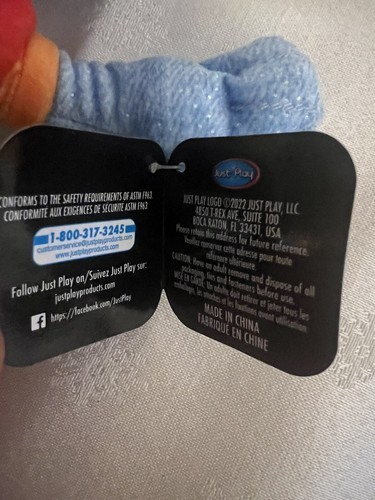 CONFORMS TO THE SAFETY REQUIREMENTS OF ASTM F963
CONFORMITÉ AUX EXIGENCES DE SÉCURITÉ ASTM F963
1-800-317-3245
customerservice@justplayproducts.com
www.justplayproducts.com
Follow Just Play on/Suivez Just Play sur:
justplayproducts.com
https://facebook.com/JustPlay
Just Play
JUST PLAY LOGO ©2022 JUST PLAY, LLC.
4850 T-REX AVE, SUITE 100
BOCA RATON, FL 33431, USA.
Please retain this address for future reference.
Veuillez conserver cette adresse pour toute
référence ultérieure.
CAUTION: Have an adult remove and dispose of all
packaging and fasteners before use.
MISE EN GARDE: Un adulte doit retirer et jeter tous les
emballages, les attaches et les fixations avant utilisation
MADE IN CHINA
FABRIQUÉ EN CHINE